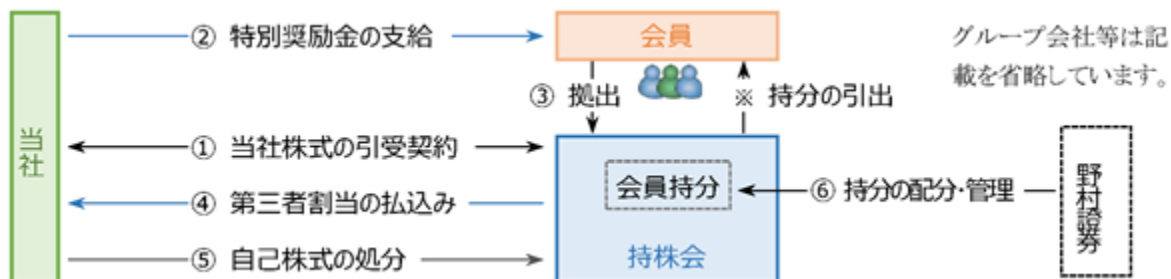 ② 特別奨励金の支給
会員
グループ会社等は記
載を省略しています。
③ 拠出
※ 持分の引出
当社
① 当社株式の引受契約
会員持分
⑥ 持分の配分・管理
野村證券
④ 第三者割当の払込み
⑤ 自己株式の処分
持株会